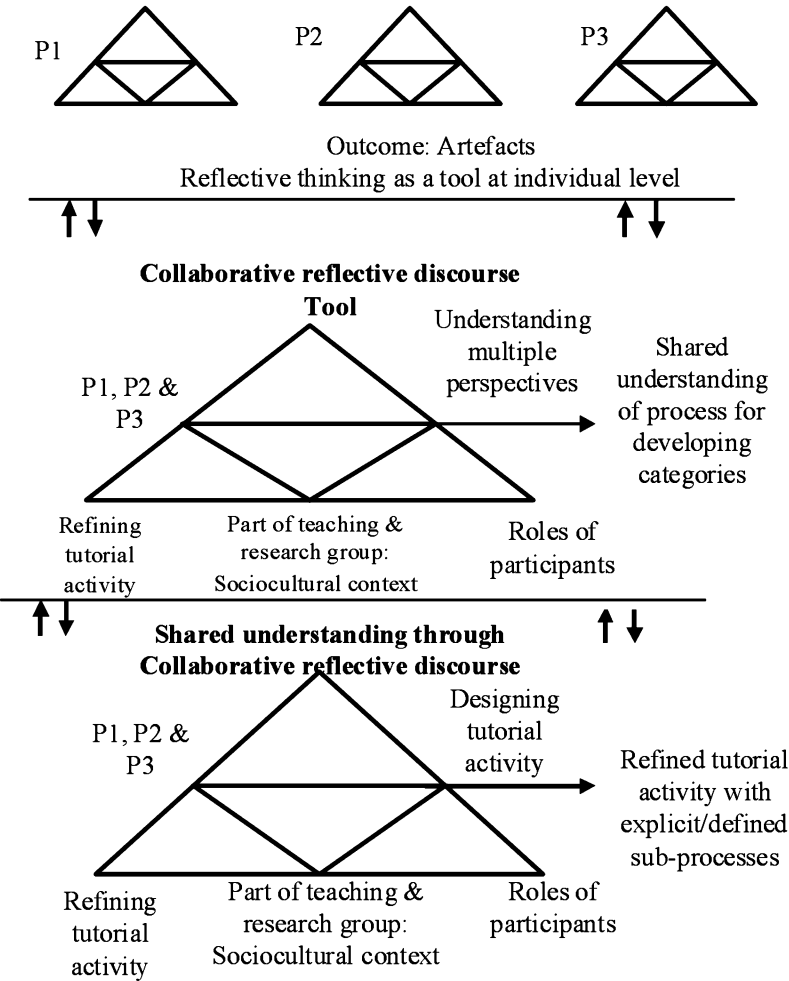 P1
P2
P3
Outcome: Artefacts
Reflective thinking as a tool at individual level
Collaborative reflective discourse
Tool
P1, P2 &
P3
Understanding
multiple
perspectives
Shared
understanding
of process for
developing
categories
Refining
tutorial
activity
Part of teaching &
research group:
Sociocultural context
Roles of
participants
Shared understanding through
Collaborative reflective discourse
P1, P2 &
P3
Designing
tutorial
activity
Refined tutorial
activity with
explicit/defined
sub-processes
Refining
tutorial
activity
Part of teaching &
research group:
Sociocultural context
Roles of
participants